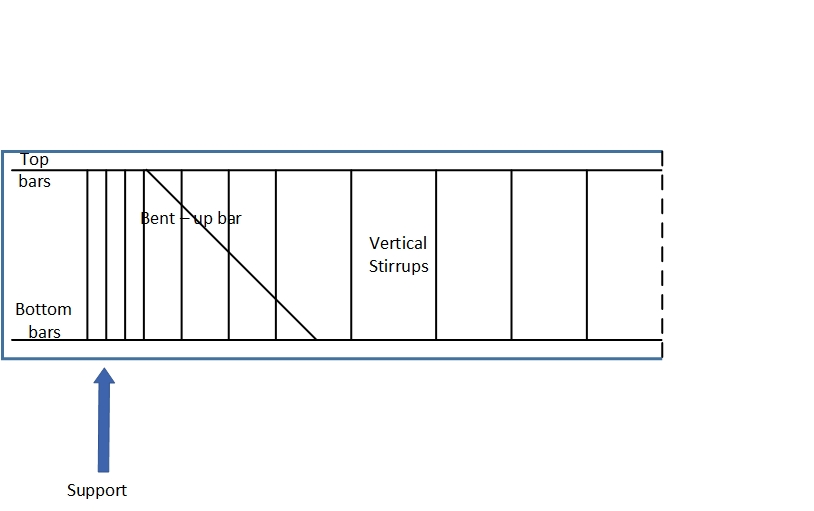 Top
bars
Bent – up bar
Vertical
Stirrups
Bottom
bars
Support